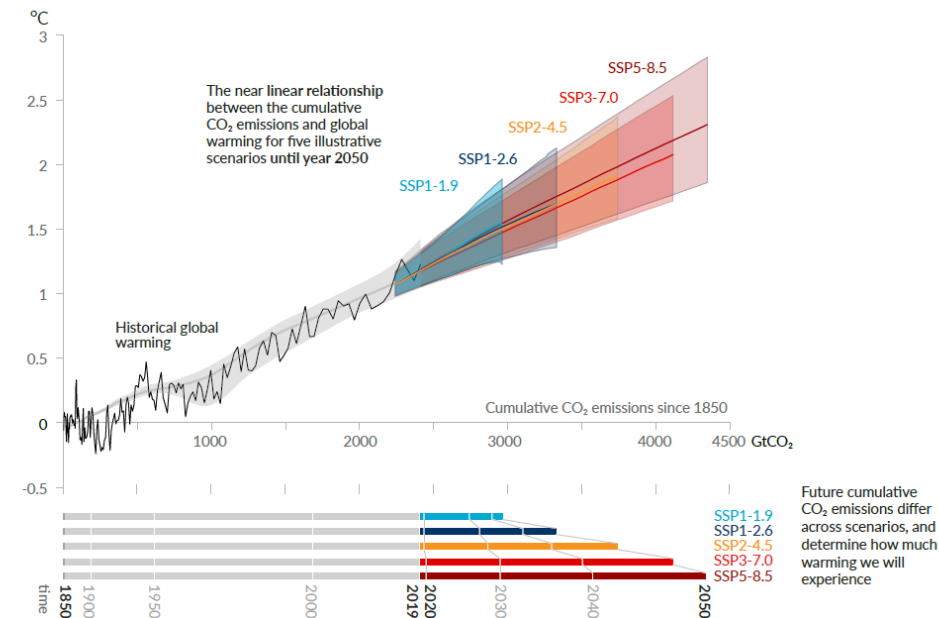 °C
3
2.5
2
1.5
1
0.5
0
-0.5
The near linear relationship
between the cumulative
CO₂ emissions and global
warming for five illustrative
scenarios until year 2050
SSP5-8.5
SSP3-7.0
SSP2-4.5
SSP1-2.6
SSP1-1.9
Historical global
warming
Cumulative CO₂ emissions since 1850
1000 2000 3000 4000 4500 GtCO₂
SSP1-1.9
SSP1-2.6
SSP2-4.5
SSP3-7.0
SSP5-8.5
Future cumulative
CO₂ emissions differ
across scenarios, and
determine how much
warming we will
experience
time 1850 1900 1950 2000 2019 2020 2030 2040 2050